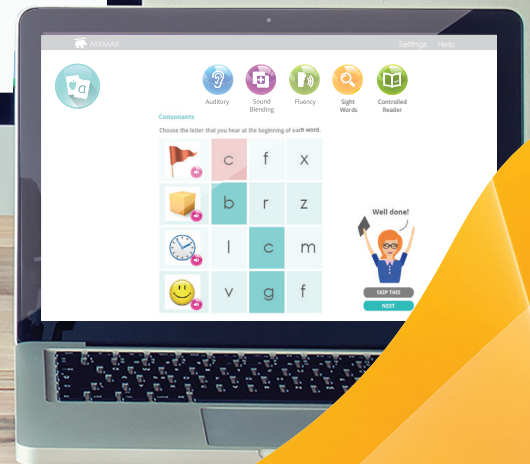 MYMAX
Settings Help
a
Auditory
Sound
Blending
Fluency
Sight
Words
Controlled
Reader
Consonants
Choose the letter that you hear at the beginning of each word.
c f x
b r z
l c m
v g f
Well done!
SKIP THIS
NEXT